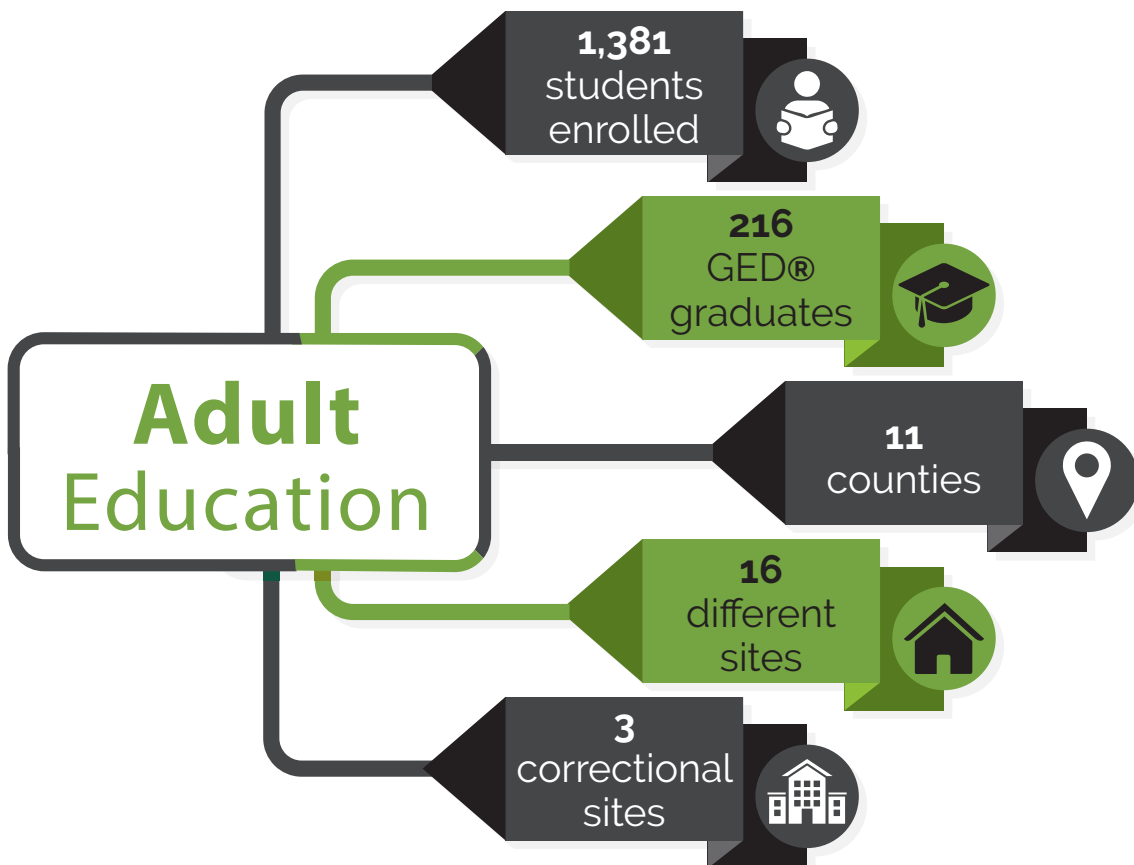 1,381
students
enrolled
216
GED®
graduates
Adult
Education
11
counties
16
different
sites
3
correctional
sites